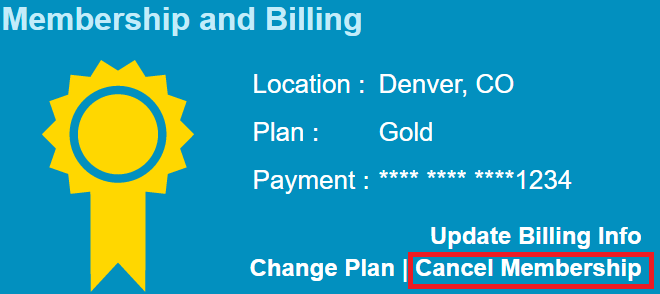 Membership and Billing
Location : Denver, CO
Plan : Gold
Payment : **** **** ****1234
Update Billing Info
Change Plan | Cancel Membership